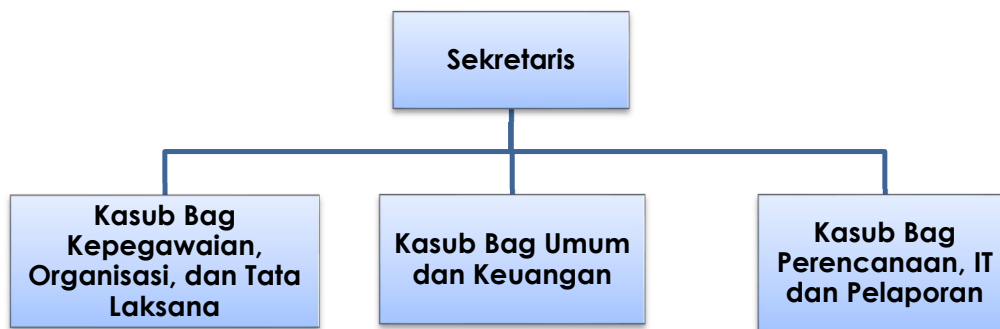 Sekretaris
Kasub Bag
Kepegawaian,
Organisasi, dan Tata
Laksana
Kasub Bag Umum
dan Keuangan
Kasub Bag
Perencanaan, IT
dan Pelaporan